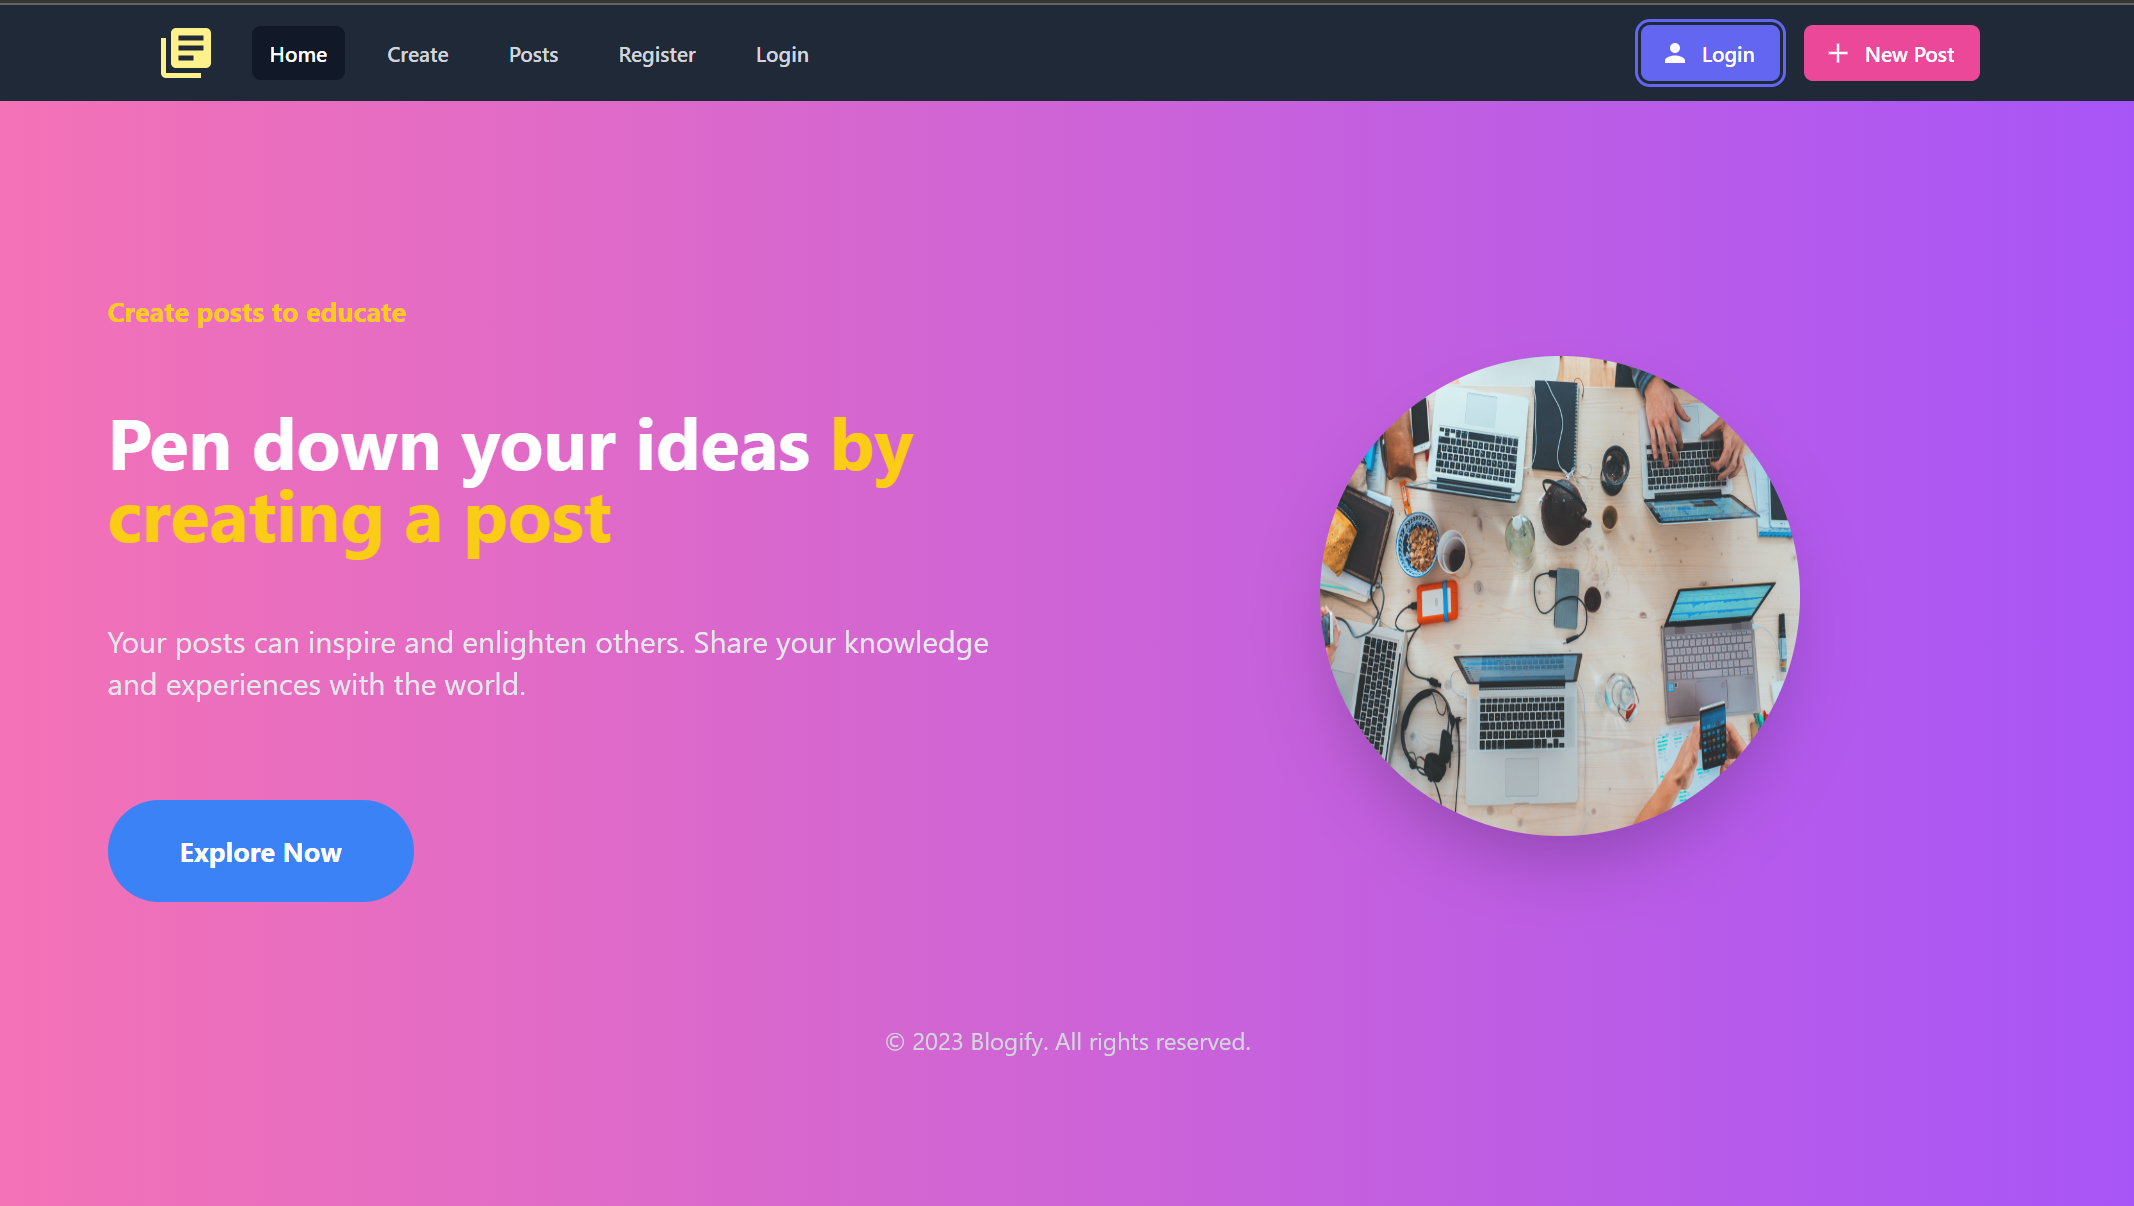 Home Create Posts Register Login Login New Post
Create posts to educate
Pen down your ideas by
creating a post
Your posts can inspire and enlighten others. Share your knowledge
and experiences with the world.
Explore Now
© 2023 Blogify. All rights reserved.